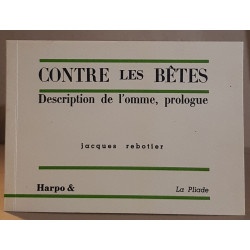 CONTRE LES BÊTES
Description de l'omme, prologue
jacques rebotier
Harpo & La Pliade